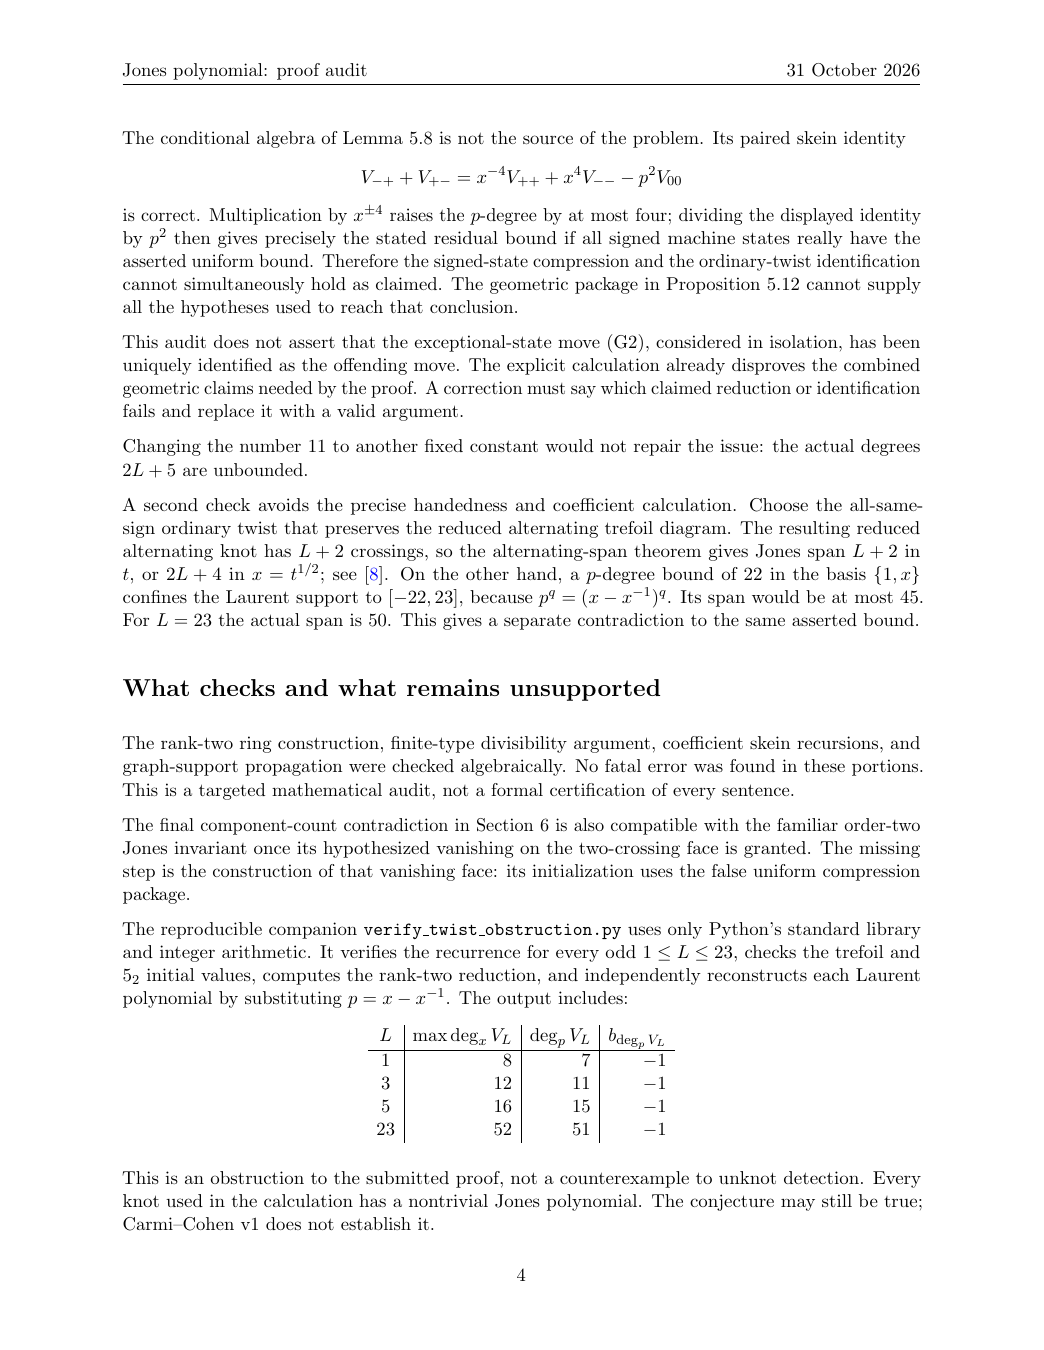 Jones polynomial: proof audit 31 October 2026
The conditional algebra of Lemma 5.8 is not the source of the problem. Its paired skein identity
V₋₊ + V₊₋ = x⁻⁴V₊₊ + x⁴V₋₋ − p²V₀₀
is correct. Multiplication by x^{±4} raises the p-degree by at most four; dividing the displayed identity
by p² then gives precisely the stated residual bound if all signed machine states really have the
asserted uniform bound. Therefore the signed-state compression and the ordinary-twist identification
cannot simultaneously hold as claimed. The geometric package in Proposition 5.12 cannot supply
all the hypotheses used to reach that conclusion.
This audit does not assert that the exceptional-state move (G2), considered in isolation, has been
uniquely identified as the offending move. The explicit calculation already disproves the combined
geometric claims needed by the proof. A correction must say which claimed reduction or identification
fails and replace it with a valid argument.
Changing the number 11 to another fixed constant would not repair the issue: the actual degrees
2L + 5 are unbounded.
A second check avoids the precise handedness and coefficient calculation. Choose the all-same-
sign ordinary twist that preserves the reduced alternating trefoil diagram. The resulting reduced
alternating knot has L + 2 crossings, so the alternating-span theorem gives Jones span L + 2 in
t, or 2L + 4 in x = t^{1/2}; see [8]. On the other hand, a p-degree bound of 22 in the basis {1, x}
confines the Laurent support to [−22, 23], because p^q = (x − x⁻¹)^q. Its span would be at most 45.
For L = 23 the actual span is 50. This gives a separate contradiction to the same asserted bound.
What checks and what remains unsupported
The rank-two ring construction, finite-type divisibility argument, coefficient skein recursions, and
graph-support propagation were checked algebraically. No fatal error was found in these portions.
This is a targeted mathematical audit, not a formal certification of every sentence.
The final component-count contradiction in Section 6 is also compatible with the familiar order-two
Jones invariant once its hypothesized vanishing on the two-crossing face is granted. The missing
step is the construction of that vanishing face: its initialization uses the false uniform compression
package.
The reproducible companion verify_twist_obstruction.py uses only Python's standard library
and integer arithmetic. It verifies the recurrence for every odd 1 ≤ L ≤ 23, checks the trefoil and
5₂ initial values, computes the rank-two reduction, and independently reconstructs each Laurent
polynomial by substituting p = x − x⁻¹. The output includes:
L max deg_x V_L deg_p V_L b_{deg_p V_L}
1 8 7 −1
3 12 11 −1
5 16 15 −1
23 52 51 −1
This is an obstruction to the submitted proof, not a counterexample to unknot detection. Every
knot used in the calculation has a nontrivial Jones polynomial. The conjecture may still be true;
Carmi–Cohen v1 does not establish it.
4